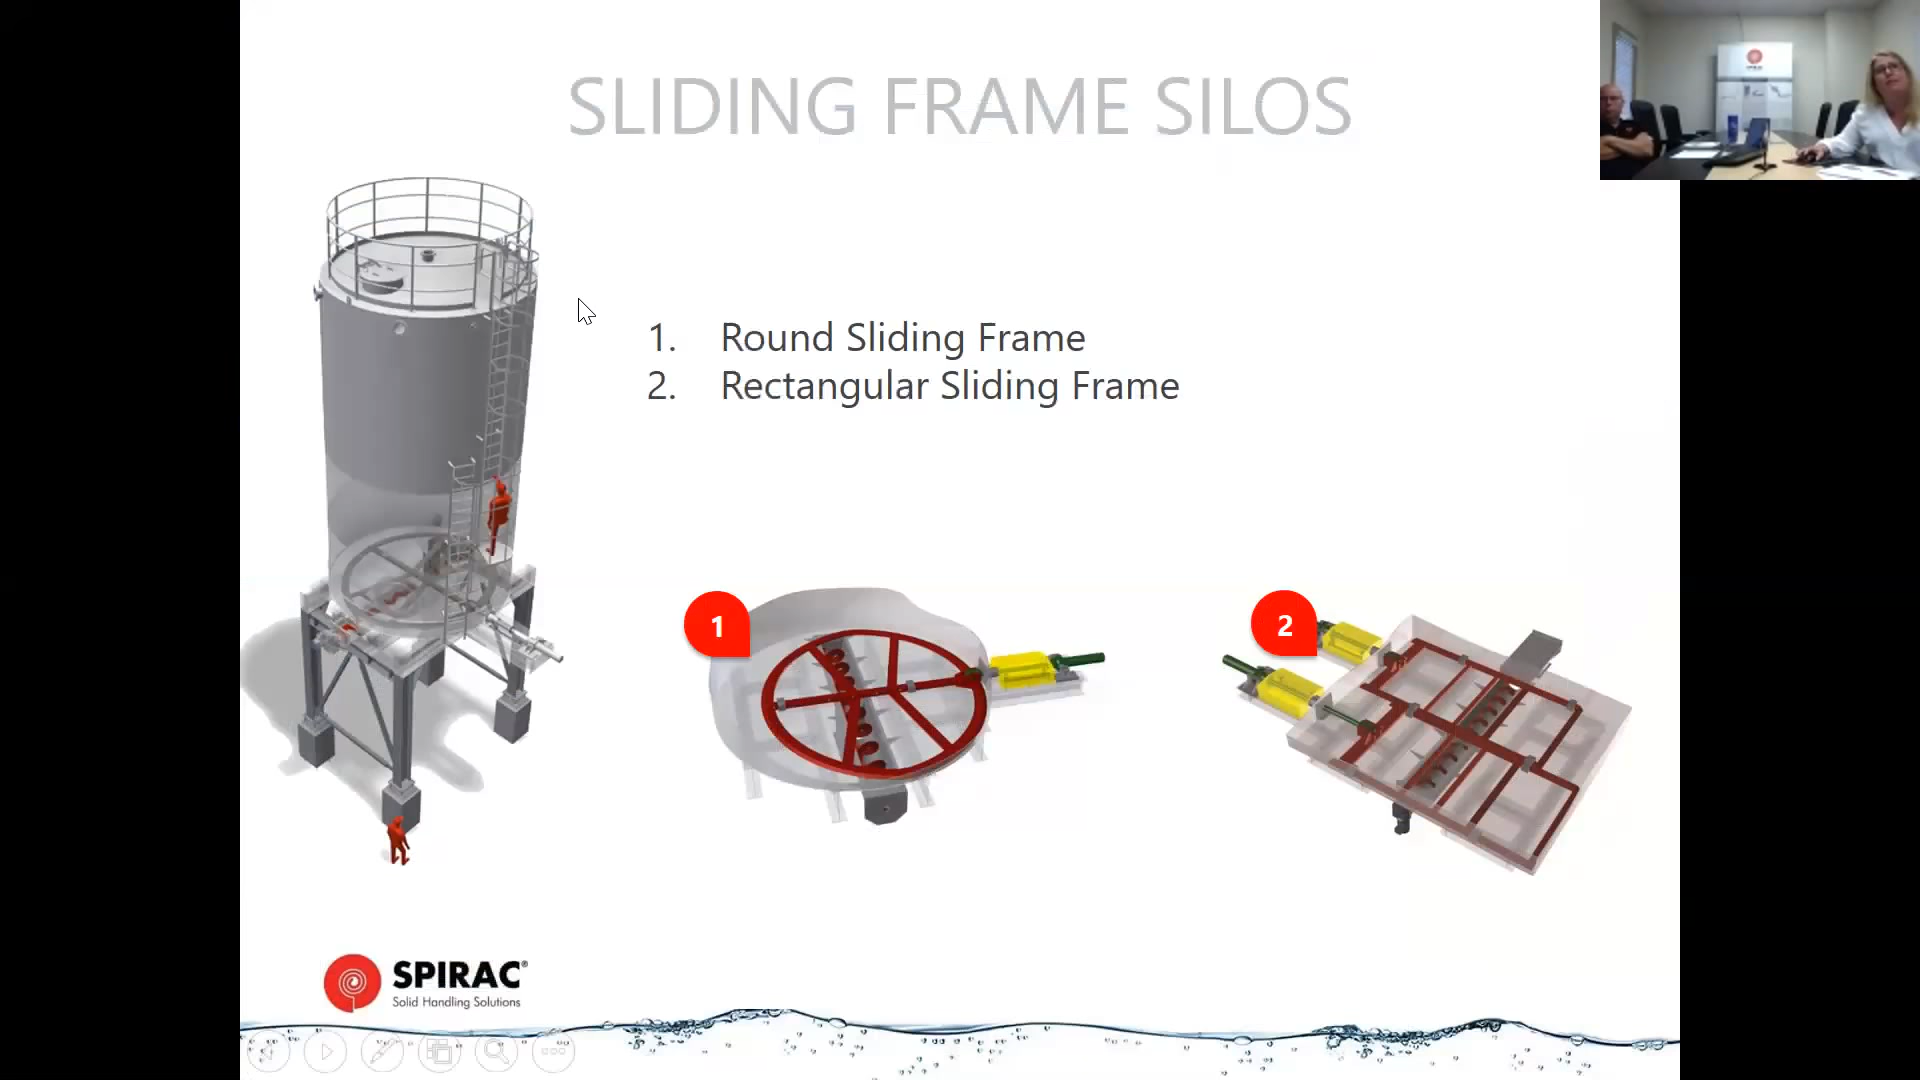 SLIDING FRAME SILOS
1. Round Sliding Frame
2. Rectangular Sliding Frame
1
2
SPIRAC®
Solid Handling Solutions